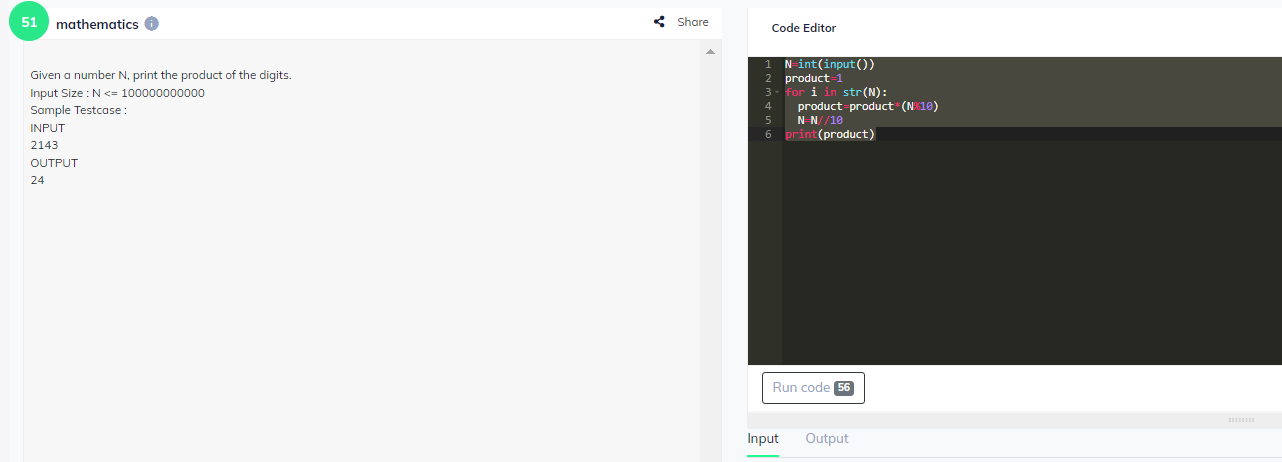 51 mathematics i Share
Given a number N, print the product of the digits.
Input Size : N <= 100000000000
Sample Testcase :
INPUT
2143
OUTPUT
24
Code Editor
1 N=int(input())
2 product=1
3 for i in str(N):
4 product=product*(N%10)
5 N=N//10
6 print(product)
Run code 56
Input Output